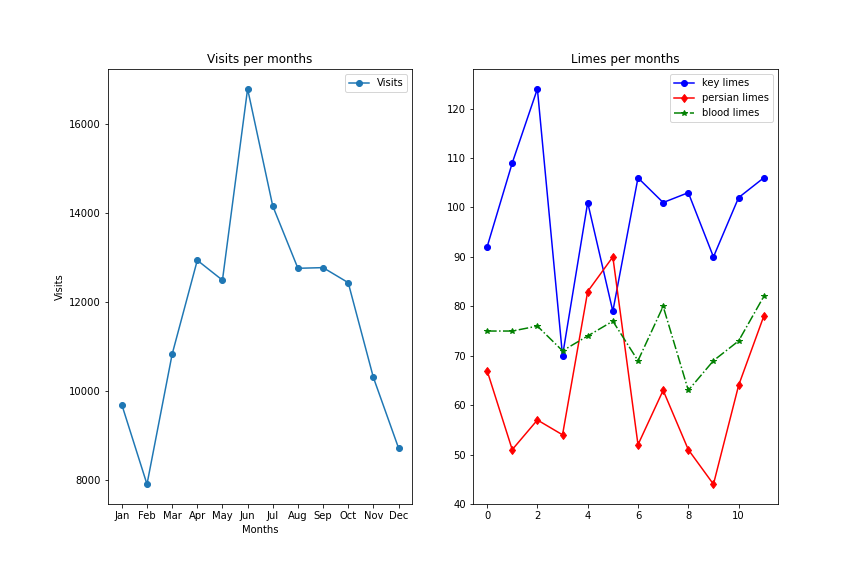 Visits per months
Visits
16000
14000
12000
10000
8000
Visits
Jan Feb Mar Apr May Jun Jul Aug Sep Oct Nov Dec
Months
Limes per months
key limes
persian limes
blood limes
120
110
100
90
80
70
60
50
40
0 2 4 6 8 10